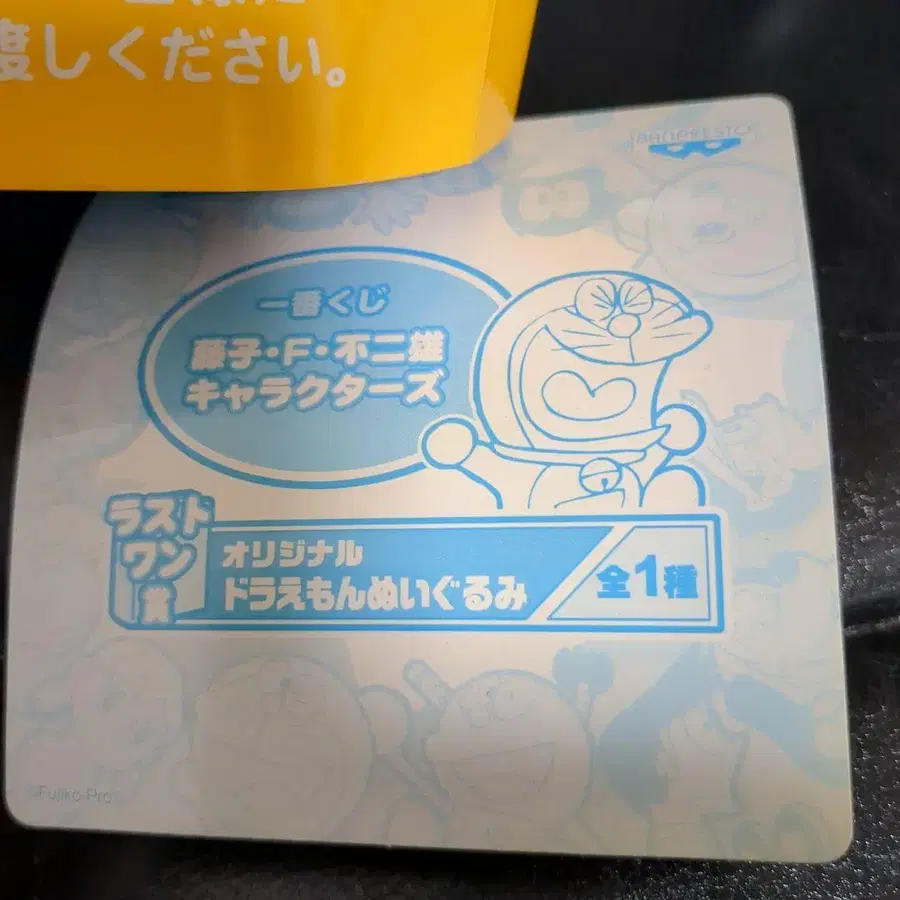 渡しください。
BANPRESTO
一番くじ
藤子・F・不二雄
キャラクターズ
ラスト
ワン
賞
オリジナル
ドラえもんぬいぐるみ
全1種
Fujiko-Pro